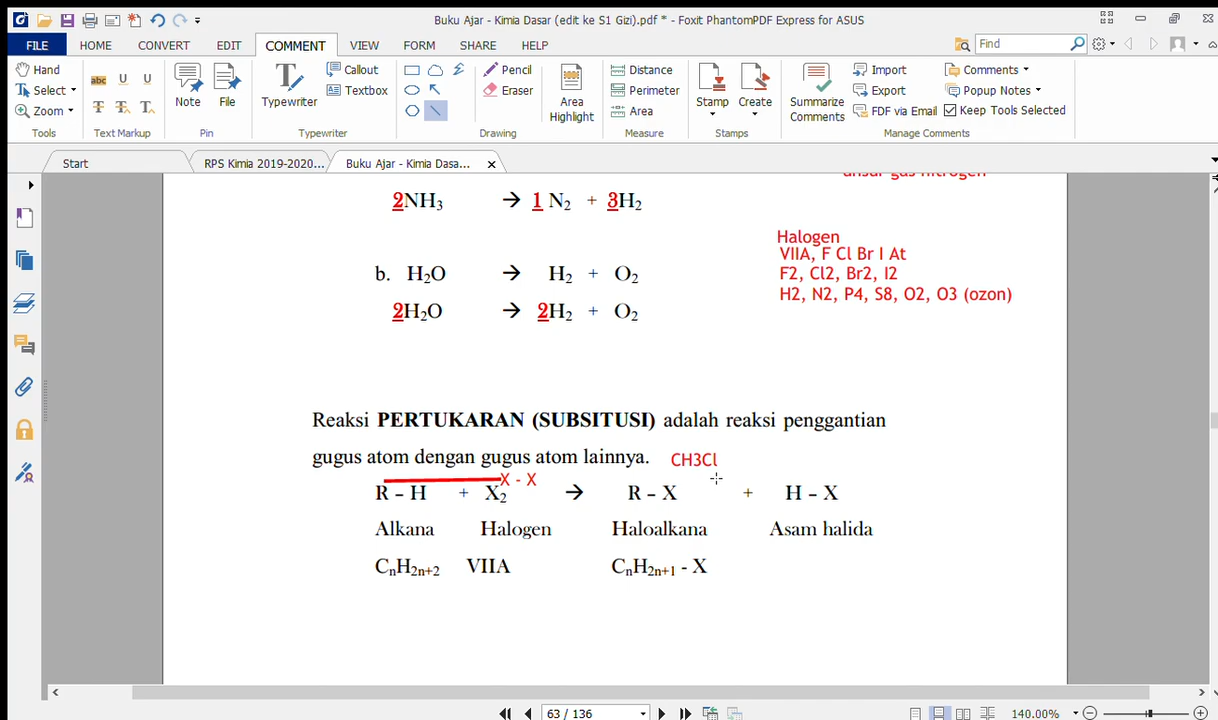 Buku Ajar - Kimia Dasar (edit ke S1 Gizi).pdf * - Foxit PhantomPDF Express for ASUS
FILE HOME CONVERT EDIT COMMENT VIEW FORM SHARE HELP
Find
Hand
Select
Zoom
Tools
Text Markup
Note
File
Pin
Typewriter
Callout
Textbox
Typewriter
Pencil
Eraser
Area Highlight
Drawing
Distance
Perimeter
Area
Measure
Stamp
Create
Stamps
Summarize Comments
Import
Export
FDF via Email
Comments
Popup Notes
Keep Tools Selected
Manage Comments
Start
RPS Kimia 2019-2020...
Buku Ajar - Kimia Dasa...
unsur gas nitrogen
2NH₃ → 1 N₂ + 3H₂
Halogen
VIIA, F Cl Br I At
F2, Cl2, Br2, I2
H2, N2, P4, S8, O2, O3 (ozon)
b. H₂O → H₂ + O₂
2H₂O → 2H₂ + O₂
Reaksi PERTUKARAN (SUBSITUSI) adalah reaksi penggantian
gugus atom dengan gugus atom lainnya. CH3Cl
X - X
R – H + X₂ → R – X + H – X
Alkana Halogen Haloalkana Asam halida
CₙH₂ₙ₊₂ VIIA CₙH₂ₙ₊₁ - X
63 / 136
140.00%